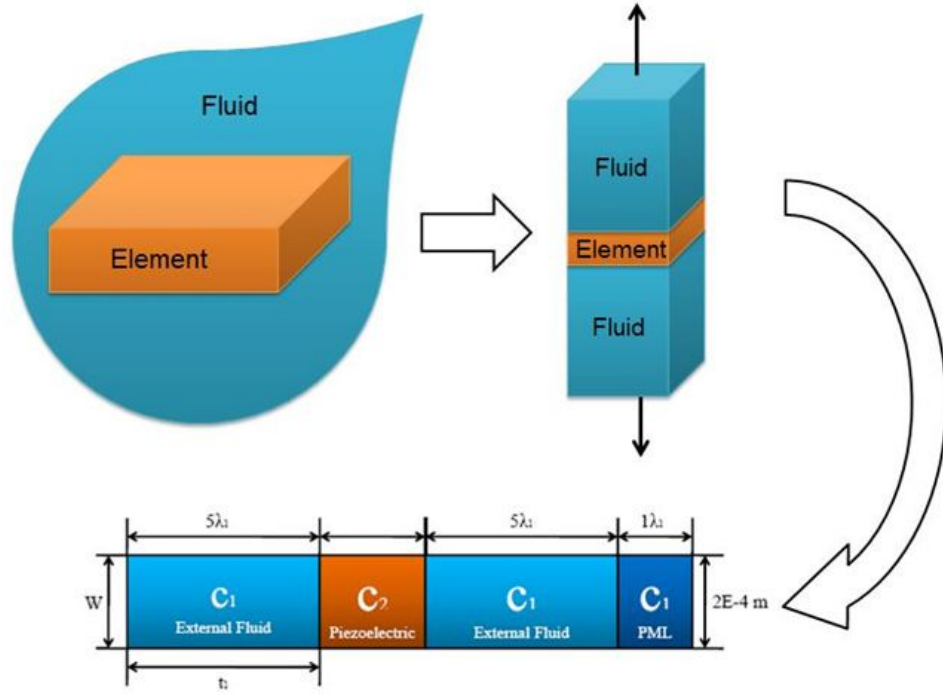 Fluid
Element
Fluid
Element
Fluid
5λ₁
5λ₁
1λ₁
W
C₁
External Fluid
C₂
Piezoelectric
C₁
External Fluid
C₁
PML
2E-4 m
t₁